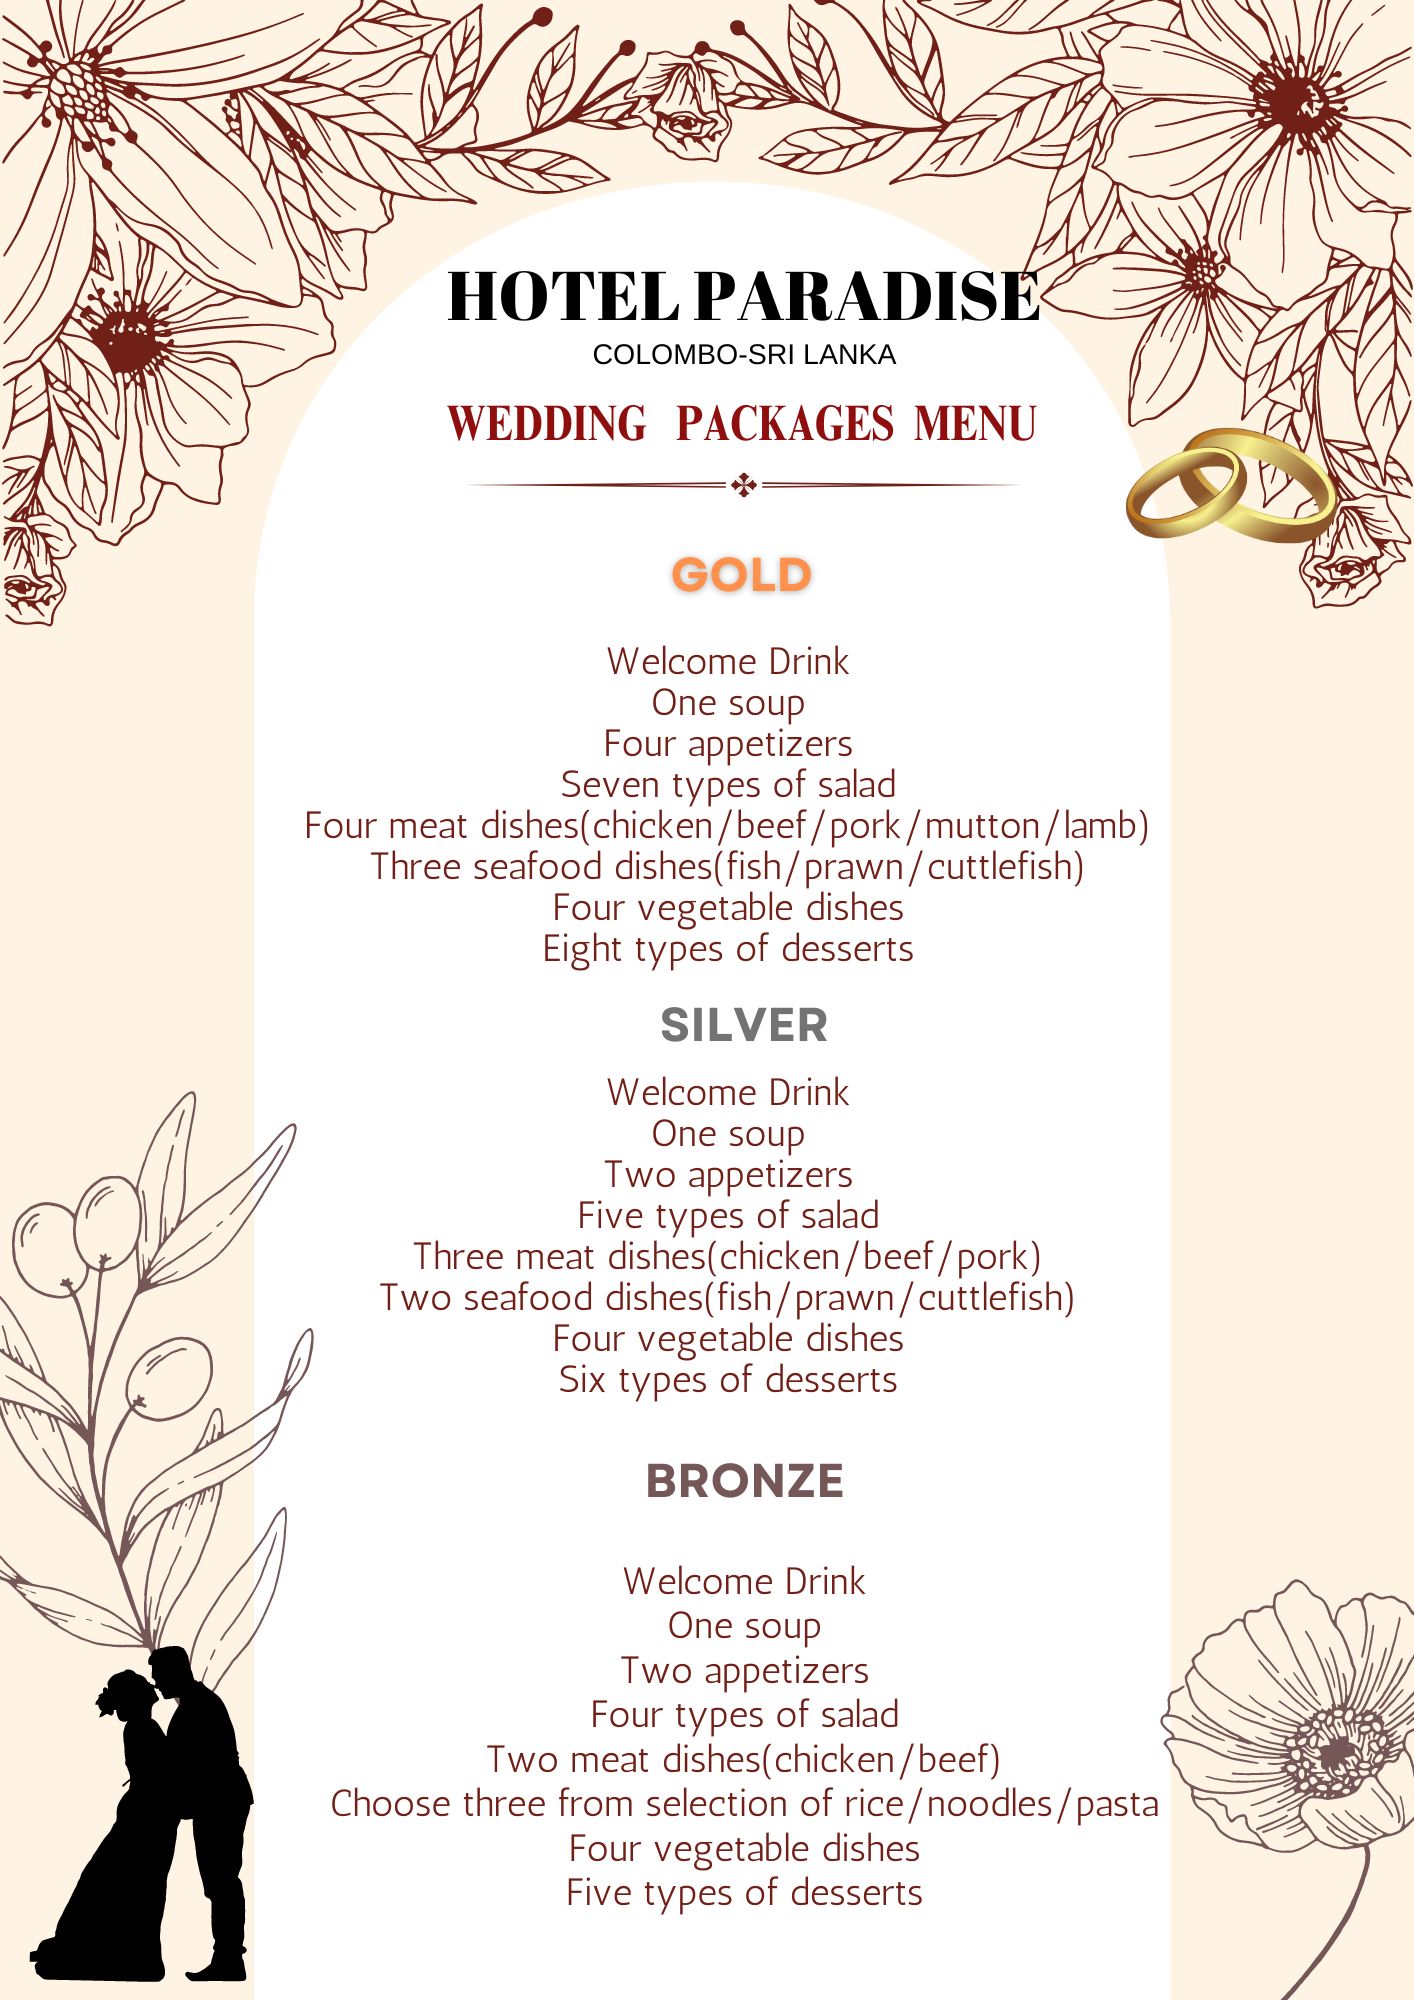 HOTEL PARADISE
COLOMBO-SRI LANKA
WEDDING PACKAGES MENU
GOLD
Welcome Drink
One soup
Four appetizers
Seven types of salad
Four meat dishes(chicken/beef/pork/mutton/lamb)
Three seafood dishes(fish/prawn/cuttlefish)
Four vegetable dishes
Eight types of desserts
SILVER
Welcome Drink
One soup
Two appetizers
Five types of salad
Three meat dishes(chicken/beef/pork)
Two seafood dishes(fish/prawn/cuttlefish)
Four vegetable dishes
Six types of desserts
BRONZE
Welcome Drink
One soup
Two appetizers
Four types of salad
Two meat dishes(chicken/beef)
Choose three from selection of rice/noodles/pasta
Four vegetable dishes
Five types of desserts